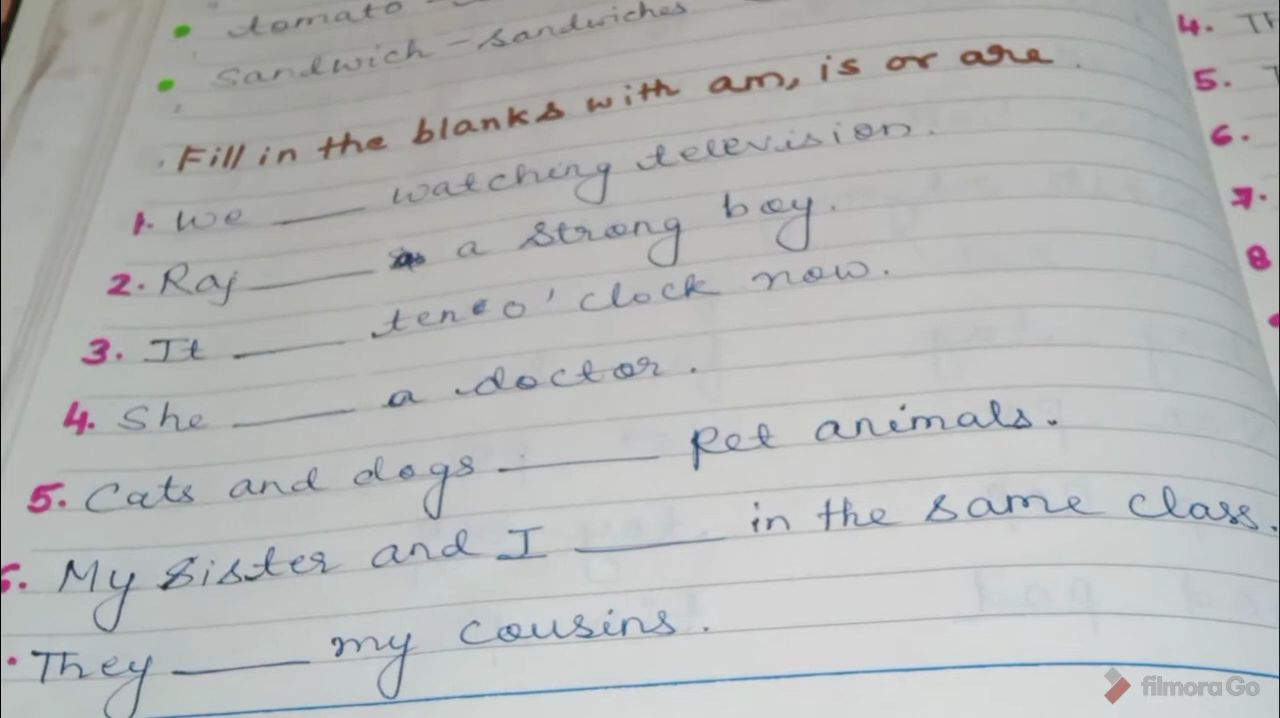 • tomato -
• sandwich - sandwiches
Fill in the blanks with am, is or are.
1. We ____ watching television.
2. Raj ____ a strong boy.
3. It ____ ten o'clock now.
4. She ____ a doctor.
5. Cats and dogs ____ pet animals.
6. My sister and I ____ in the same class.
• They ____ my cousins.
4. Th
5.
6.
7.
8
filmoraGo